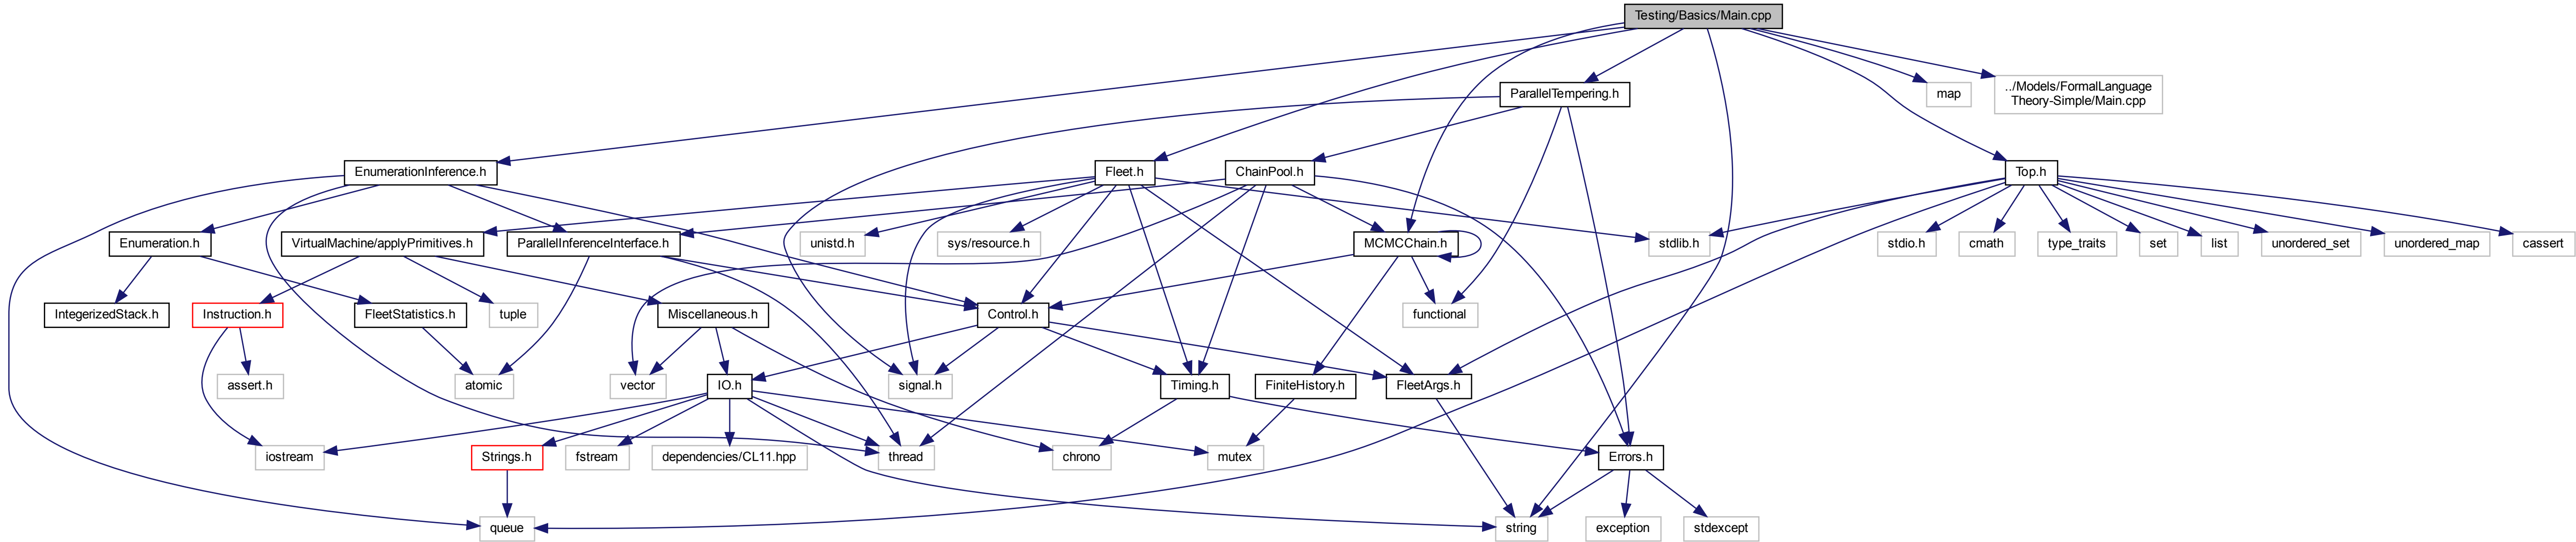 Testing/Basics/Main.cpp
ParallelTempering.h
map
../Models/FormalLanguage
Theory-Simple/Main.cpp
EnumerationInference.h
Fleet.h
ChainPool.h
Top.h
Enumeration.h
VirtualMachine/applyPrimitives.h
ParallelInferenceInterface.h
unistd.h
sys/resource.h
MCMCChain.h
stdlib.h
stdio.h
cmath
type_traits
set
list
unordered_set
unordered_map
cassert
IntegerizedStack.h
Instruction.h
FleetStatistics.h
tuple
Miscellaneous.h
Control.h
functional
assert.h
atomic
vector
IO.h
signal.h
Timing.h
FiniteHistory.h
FleetArgs.h
iostream
Strings.h
fstream
dependencies/CL11.hpp
thread
chrono
mutex
Errors.h
queue
string
exception
stdexcept